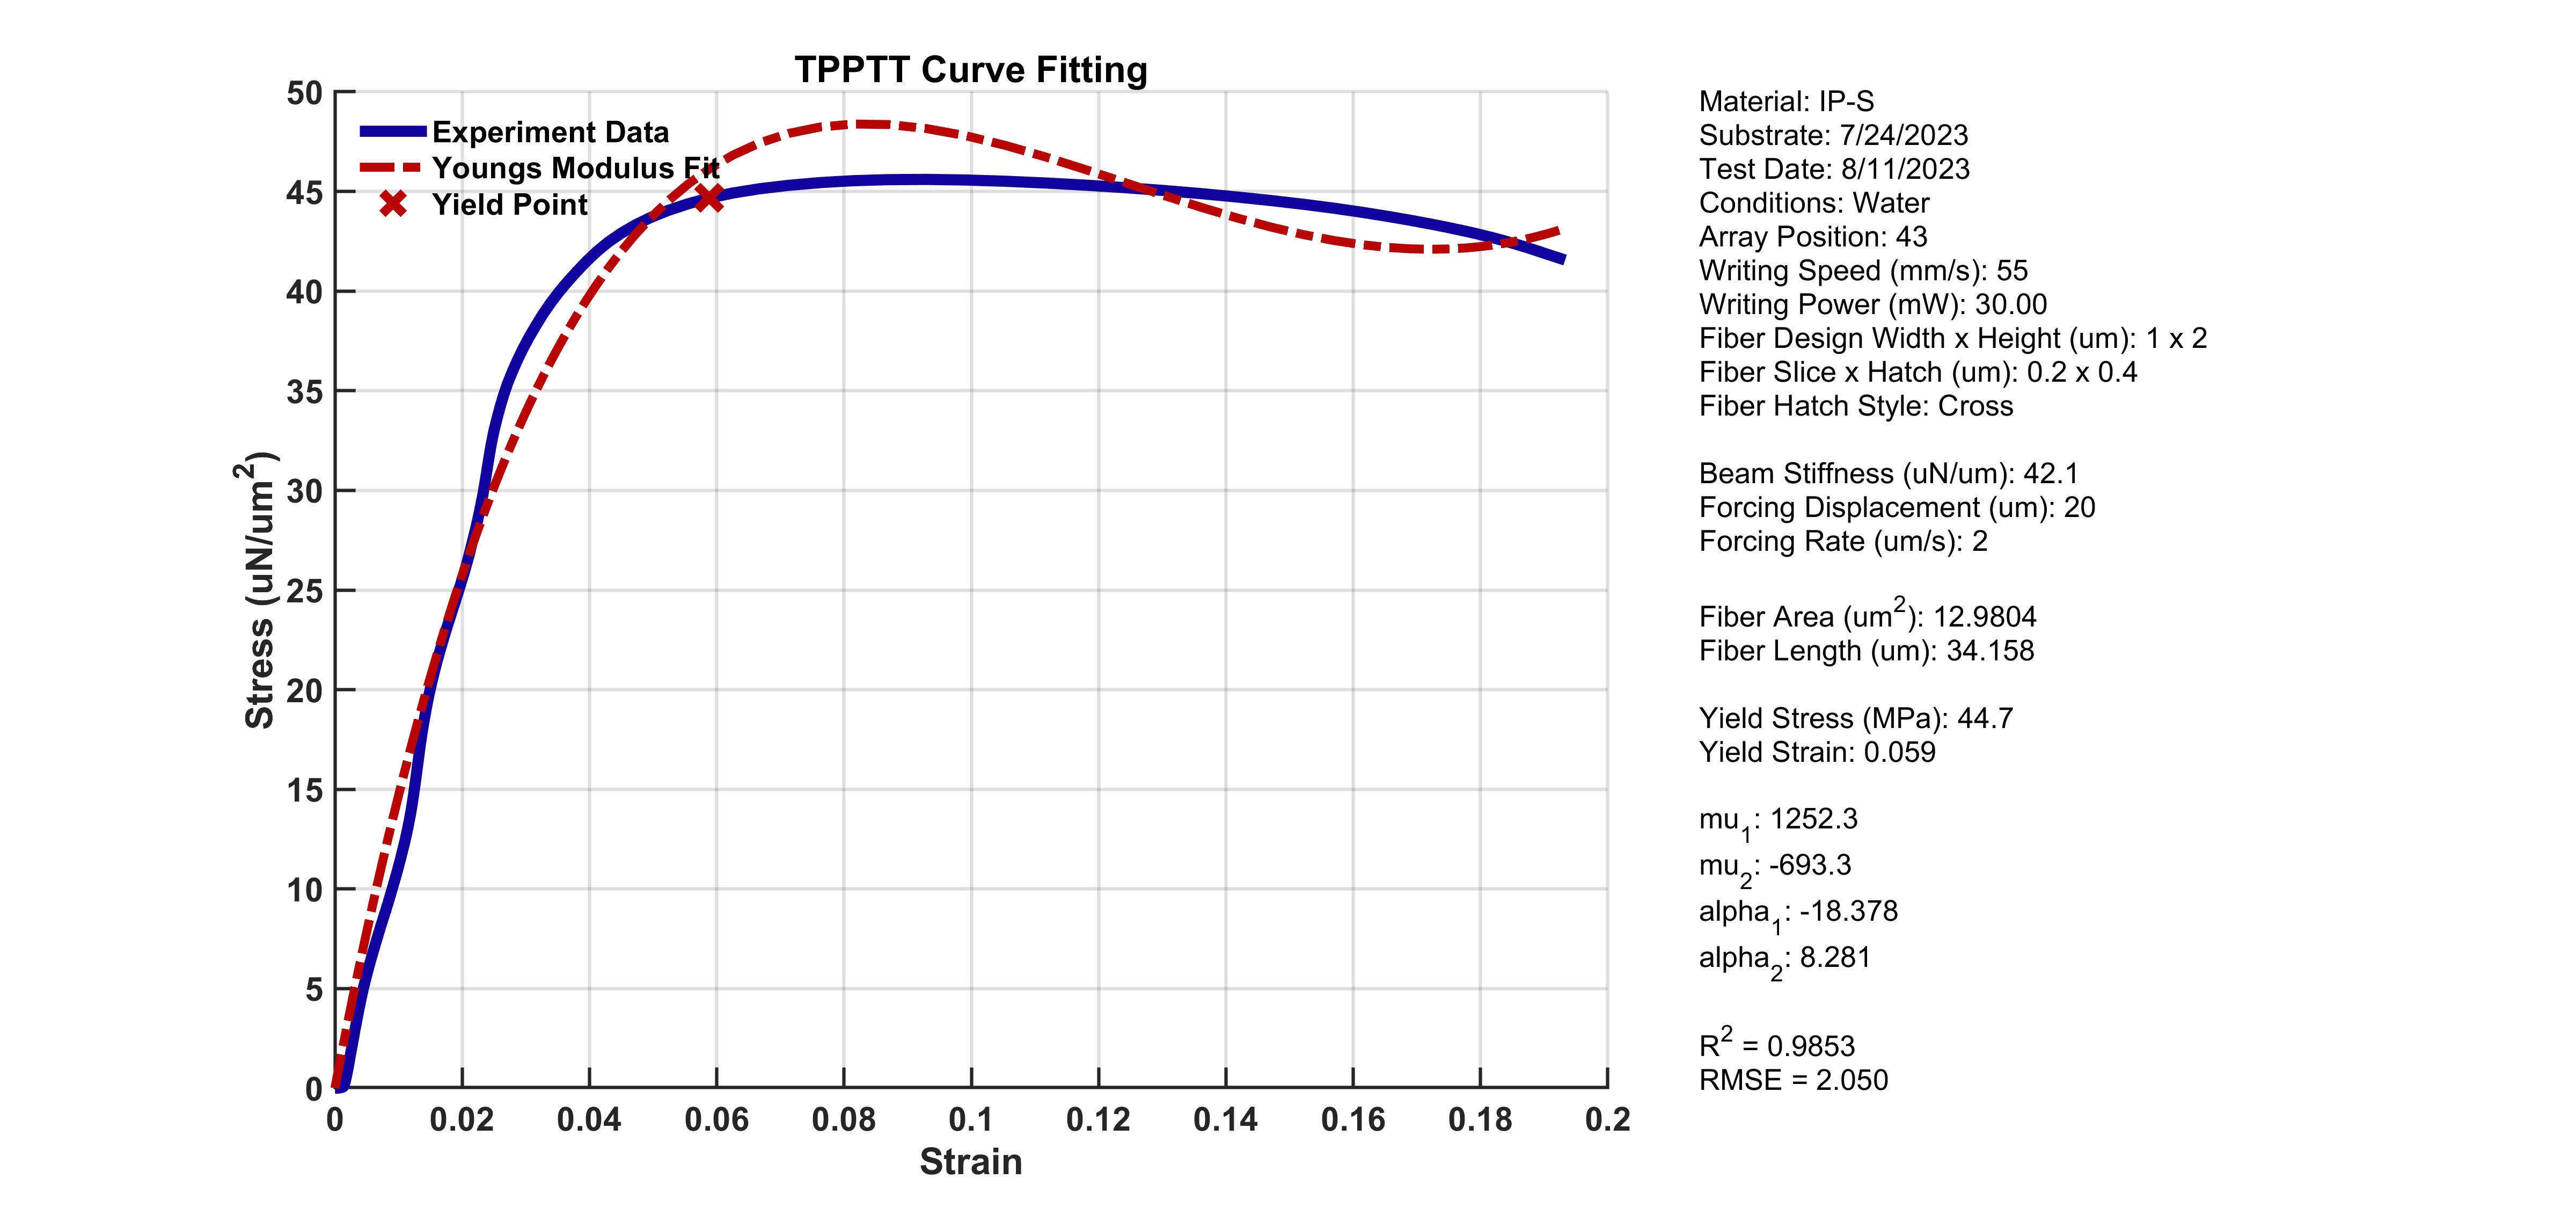 TPPTT Curve Fitting
50
45
40
35
30
25
20
15
10
5
0
Stress (uN/um²)
Experiment Data
Youngs Modulus Fit
Yield Point
0 0.02 0.04 0.06 0.08 0.1 0.12 0.14 0.16 0.18 0.2
Strain
Material: IP-S
Substrate: 7/24/2023
Test Date: 8/11/2023
Conditions: Water
Array Position: 43
Writing Speed (mm/s): 55
Writing Power (mW): 30.00
Fiber Design Width x Height (um): 1 x 2
Fiber Slice x Hatch (um): 0.2 x 0.4
Fiber Hatch Style: Cross
Beam Stiffness (uN/um): 42.1
Forcing Displacement (um): 20
Forcing Rate (um/s): 2
Fiber Area (um²): 12.9804
Fiber Length (um): 34.158
Yield Stress (MPa): 44.7
Yield Strain: 0.059
mu₁: 1252.3
mu₂: -693.3
alpha₁: -18.378
alpha₂: 8.281
R² = 0.9853
RMSE = 2.050